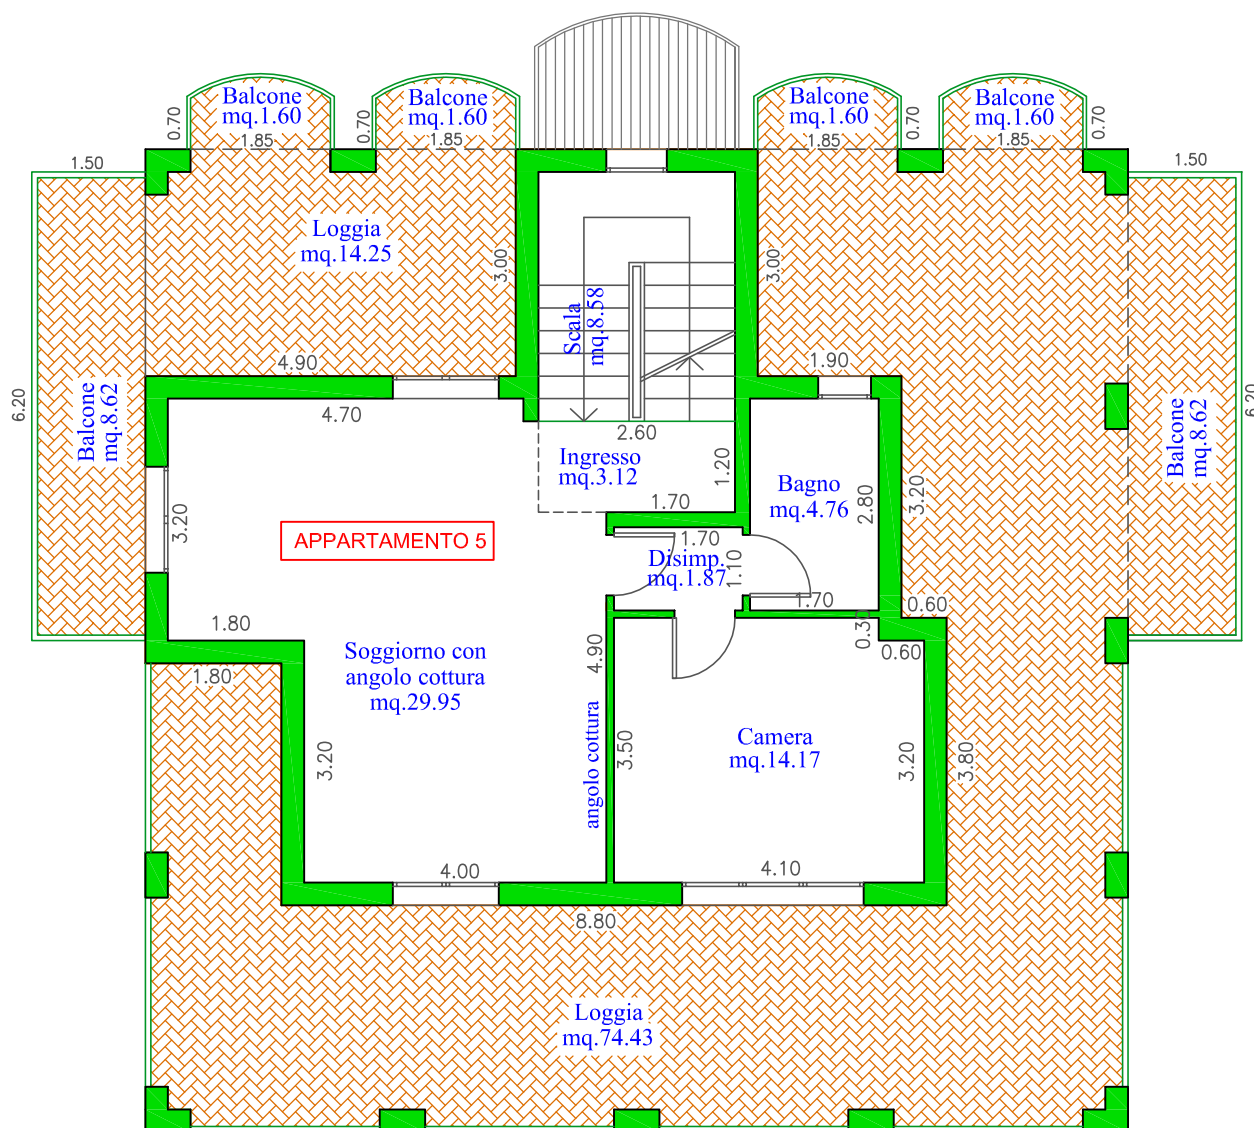 Balcone
mq.1.60
0.70
1.85
Balcone
mq.1.60
0.70
1.85
Balcone
mq.1.60
0.70
1.85
Balcone
mq.1.60
0.70
1.85
1.50
1.50
Loggia
mq.14.25
3.00
3.00
Scala
mq.8.58
4.90
1.90
4.70
6.20
Balcone
mq.8.62
2.60
Ingresso
mq.3.12
1.20
Bagno
mq.4.76
2.80
3.20
Balcone
mq.8.62
6.20
3.20
APPARTAMENTO 5
1.70
1.70
Disimp.
mq.1.87
1.10
1.70
0.60
0.30
0.60
1.80
1.80
Soggiorno con
angolo cottura
mq.29.95
4.90
angolo cottura
3.20
3.50
Camera
mq.14.17
3.20
3.80
4.00
4.10
8.80
Loggia
mq.74.43